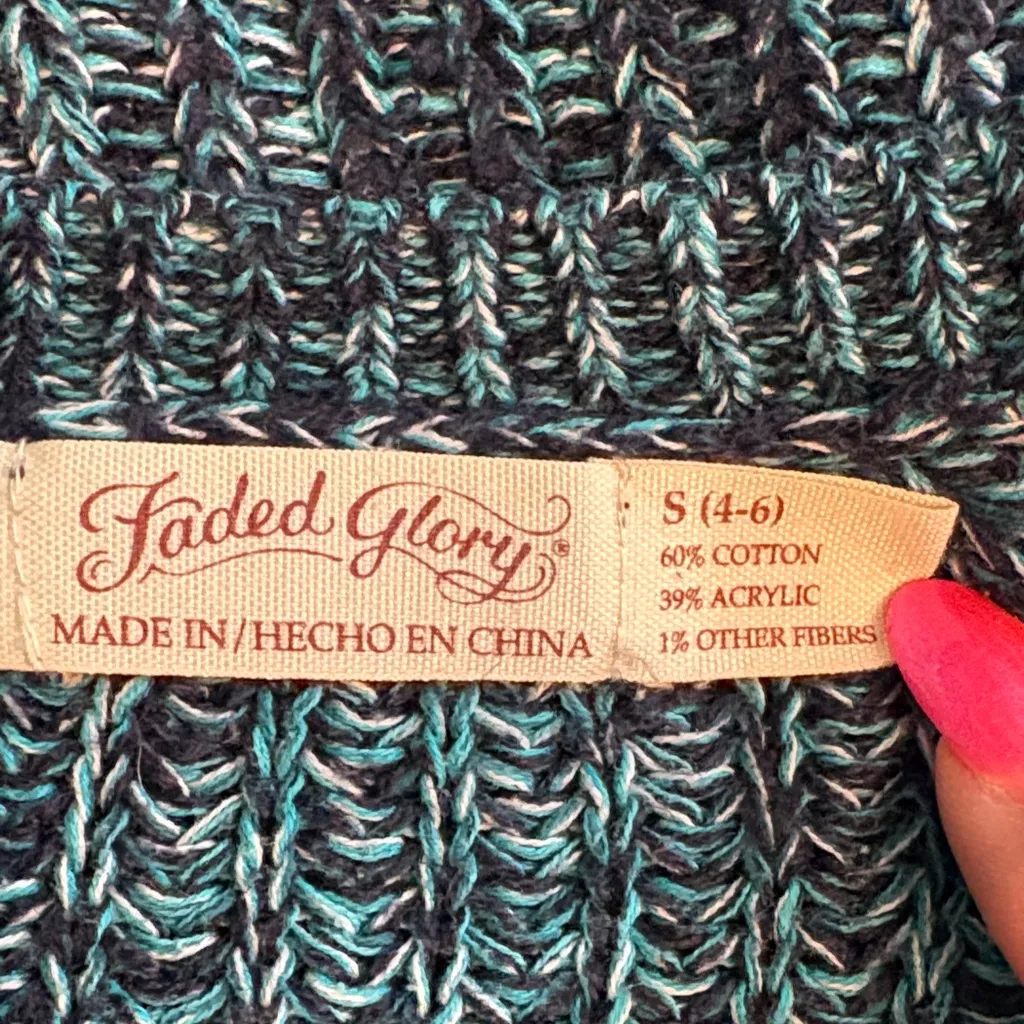 Faded Glory®
MADE IN/HECHO EN CHINA
S (4-6)
60% COTTON
39% ACRYLIC
1% OTHER FIBERS